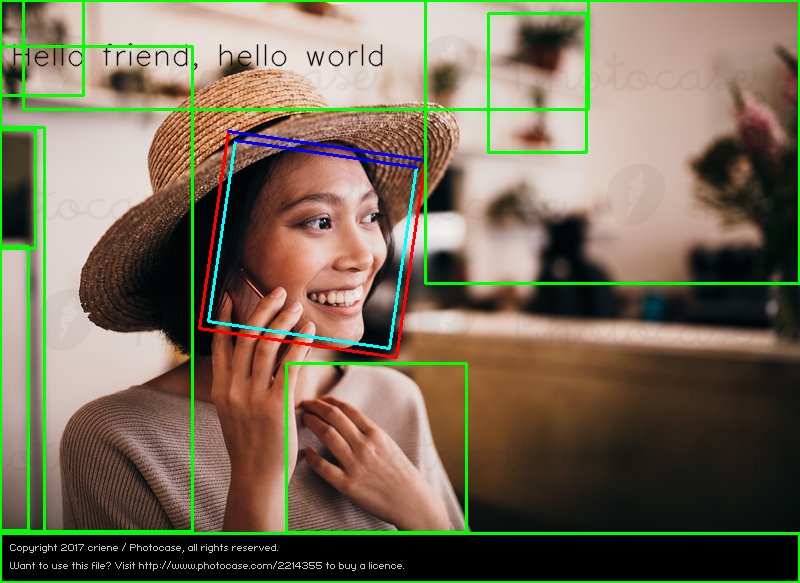 Hello friend, hello world
Photocase
Copyright 2017 criene / Photocase, all rights reserved.
Want to use this file? Visit http://www.photocase.com/2214355 to buy a licence.